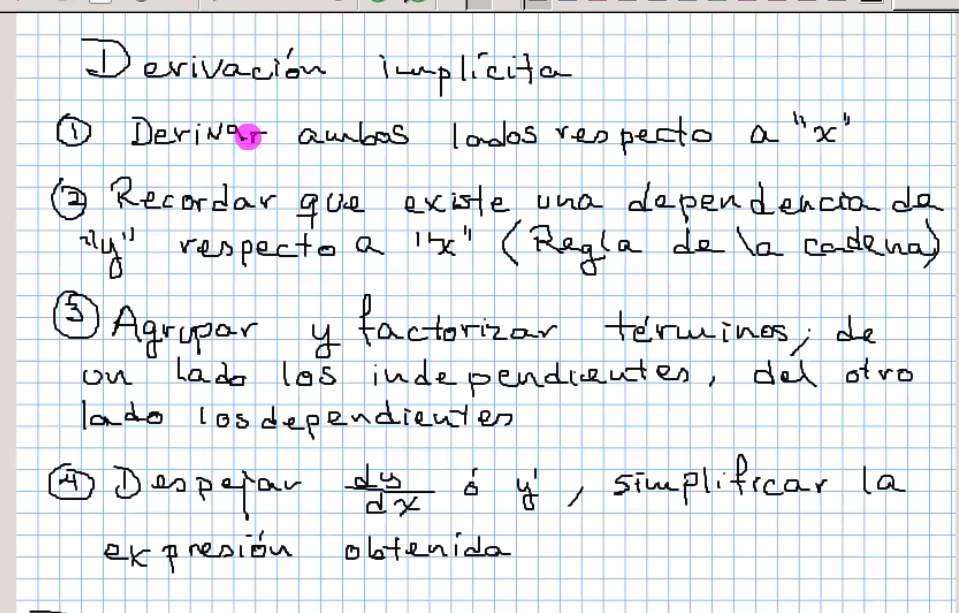 Derivación implícita
① Derivar ambos lados respecto a "x"
② Recordar que existe una dependencia de
"y" respecto a "x" (Regla de la cadena)
③ Agrupar y factorizar términos, de
un lado los independientes, del otro
lado los dependientes
④ Despejar dy/dx ó y', simplificar la
expresión obtenida